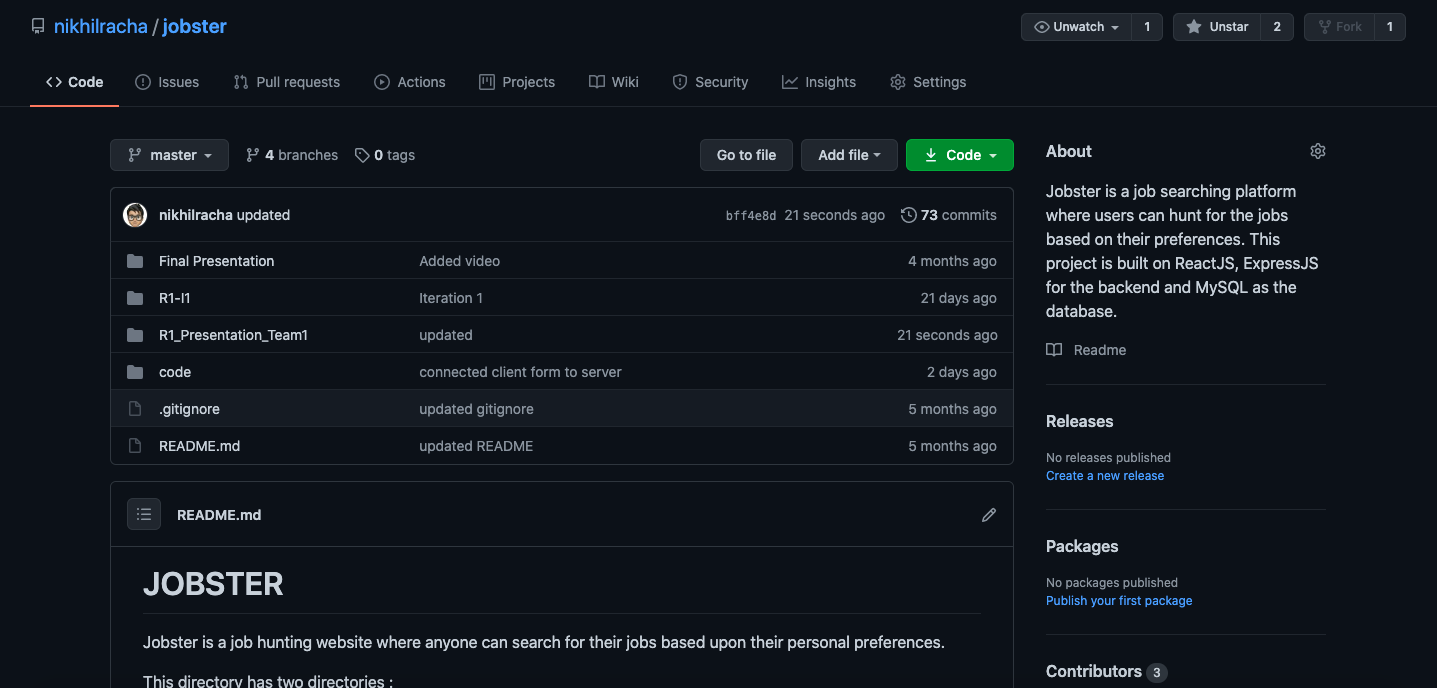 nikhilracha / jobster
Unwatch 1 Unstar 2 Fork 1
Code Issues Pull requests Actions Projects Wiki Security Insights Settings
master 4 branches 0 tags Go to file Add file Code
nikhilracha updated bff4e8d 21 seconds ago 73 commits
Final Presentation Added video 4 months ago
R1-I1 Iteration 1 21 days ago
R1_Presentation_Team1 updated 21 seconds ago
code connected client form to server 2 days ago
.gitignore updated gitignore 5 months ago
README.md updated README 5 months ago
README.md
JOBSTER
Jobster is a job hunting website where anyone can search for their jobs based upon their personal preferences.
This directory has two directories :
About
Jobster is a job searching platform
where users can hunt for the jobs
based on their preferences. This
project is built on ReactJS, ExpressJS
for the backend and MySQL as the
database.
Readme
Releases
No releases published
Create a new release
Packages
No packages published
Publish your first package
Contributors 3